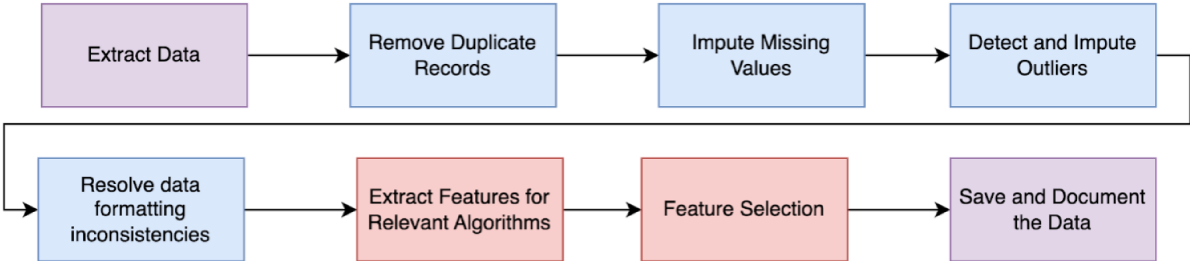 Extract Data
Remove Duplicate
Records
Impute Missing
Values
Detect and Impute
Outliers
Resolve data
formatting
inconsistencies
Extract Features for
Relevant Algorithms
Feature Selection
Save and Document
the Data